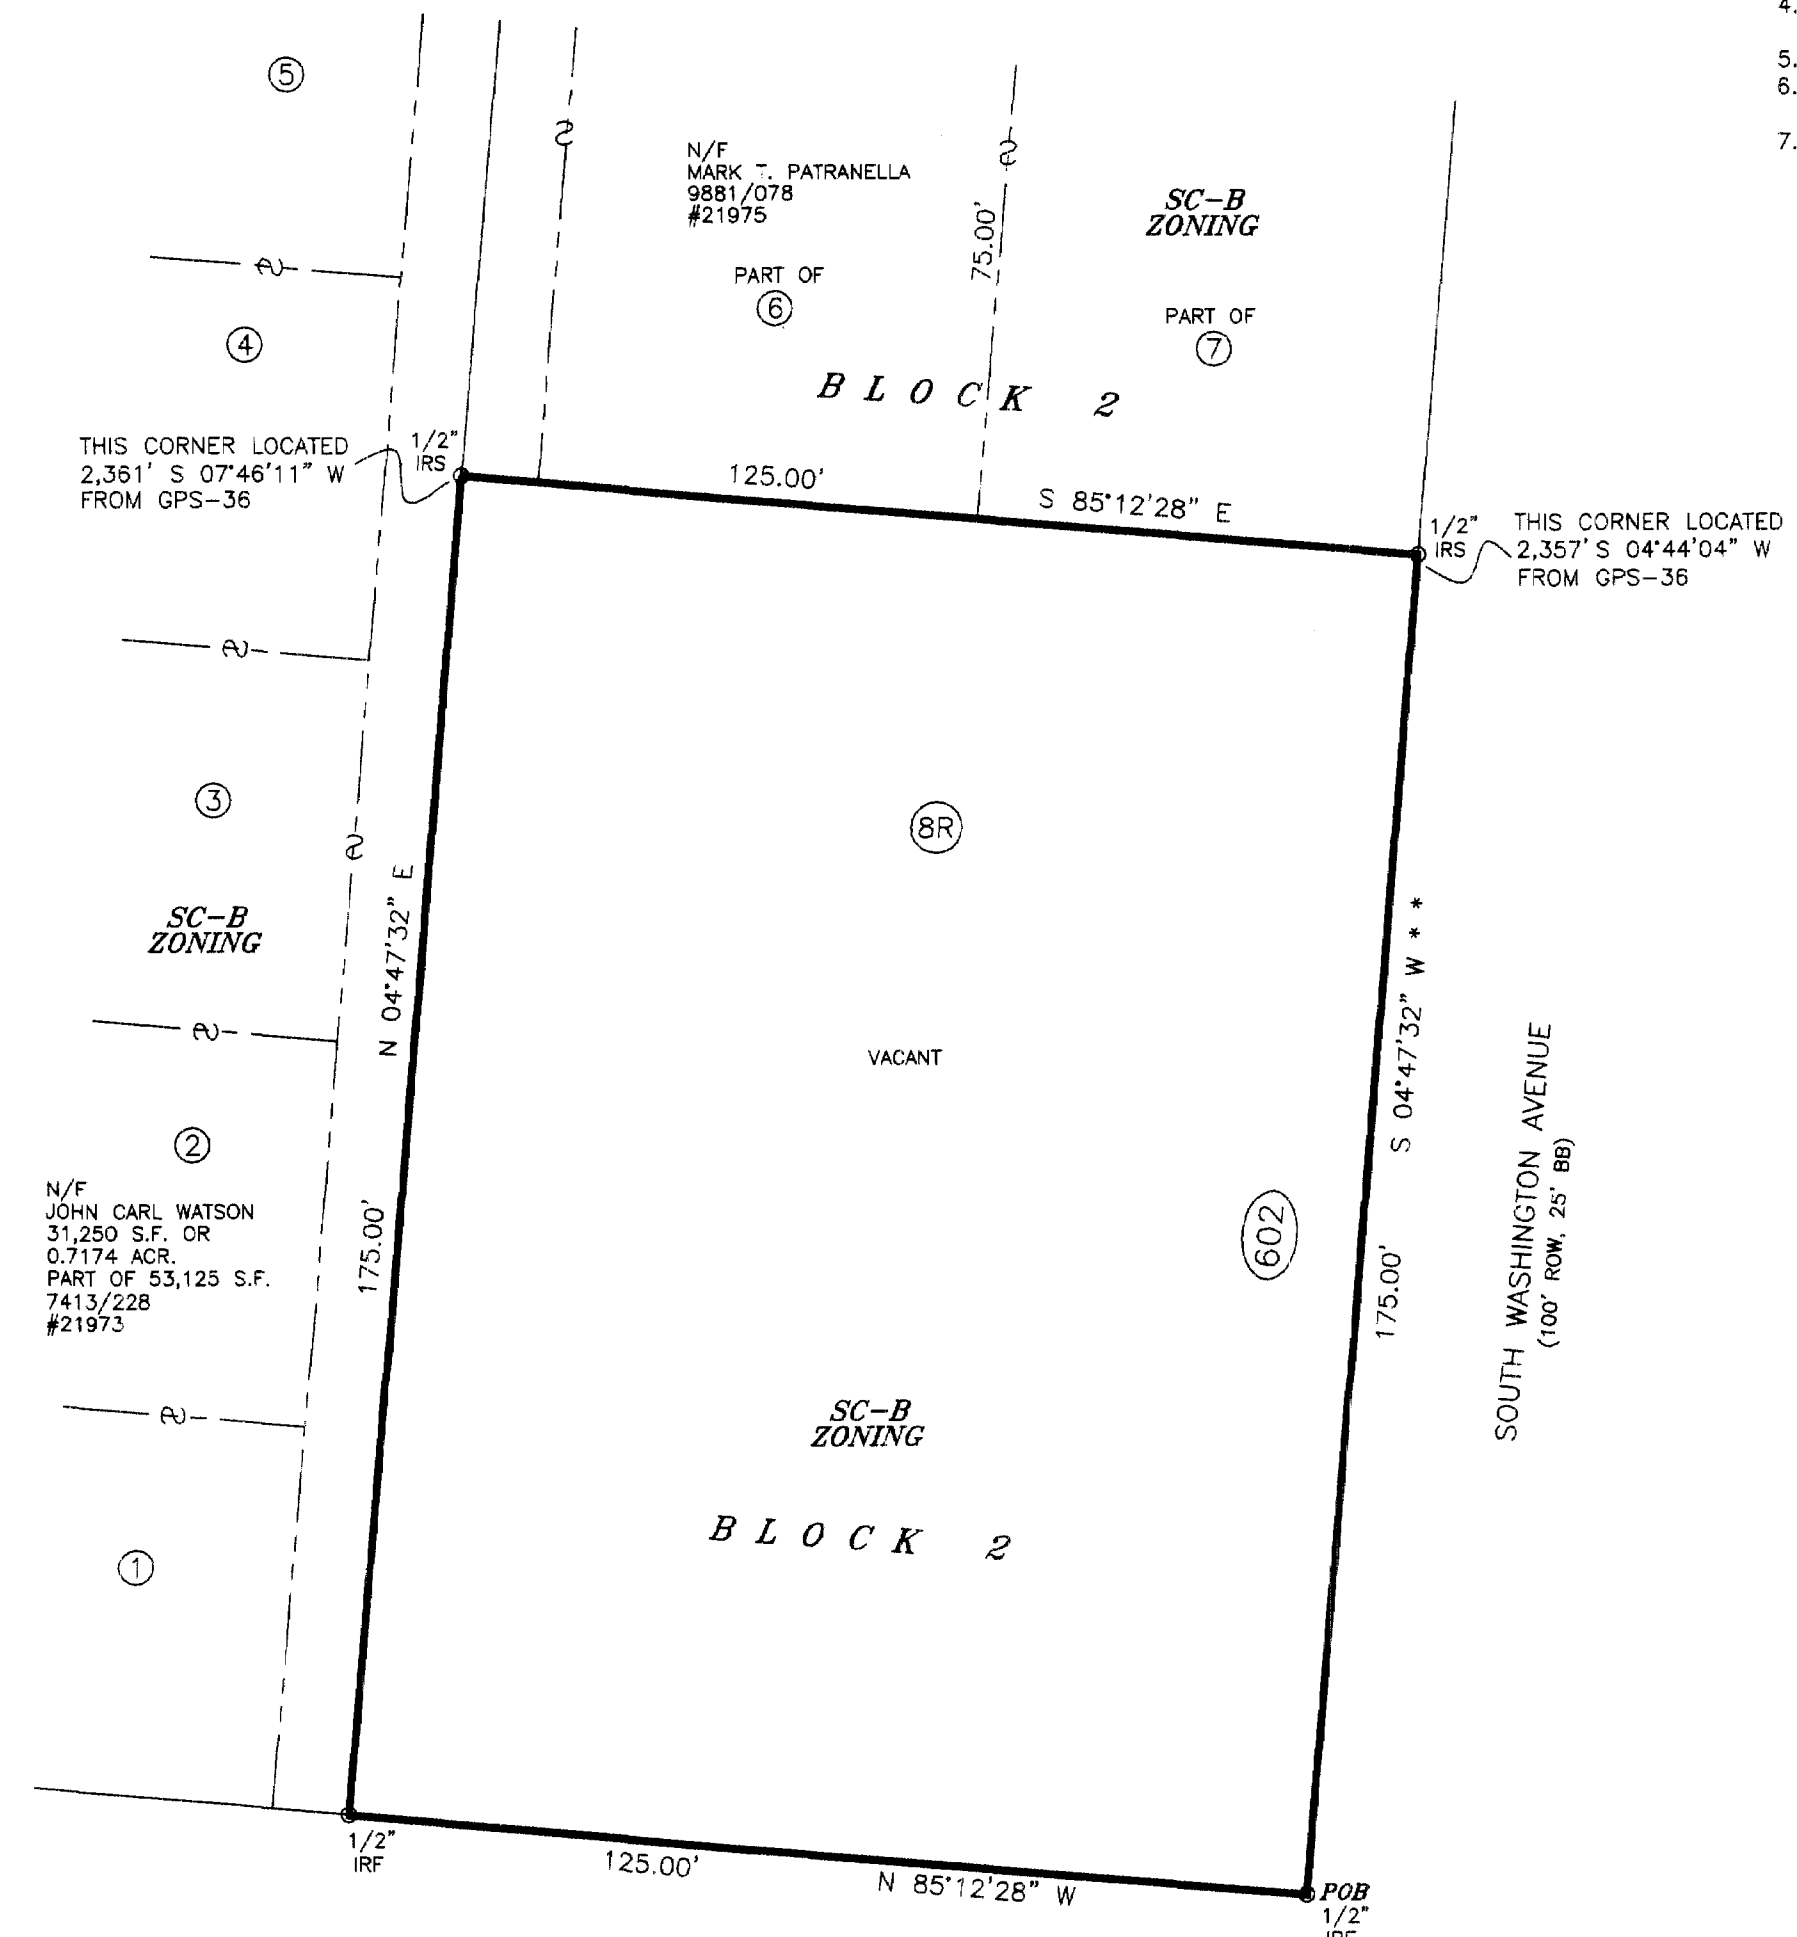 4.
5.
6.
7.
5
N/F
MARK T. PATRANELLA
9881/078
#21975
75.00'
SC-B
ZONING
PART OF
6
PART OF
7
4
BLOCK 2
THIS CORNER LOCATED
2,361' S 07°46'11" W
FROM GPS-36
1/2"
IRS
125.00'
S 85°12'28" E
1/2"
IRS
THIS CORNER LOCATED
2,357' S 04°44'04" W
FROM GPS-36
3
8R
SC-B
ZONING
N 04°47'32" E
175.00'
VACANT
S 04°47'32" W **
175.00'
602
SOUTH WASHINGTON AVENUE
(100' ROW, 25' BB)
2
N/F
JOHN CARL WATSON
31,250 S.F. OR
0.7174 ACR.
PART OF 53,125 S.F.
7413/228
#21973
SC-B
ZONING
BLOCK 2
1
1/2"
IRF
125.00'
N 85°12'28" W
POB
1/2"
IRF